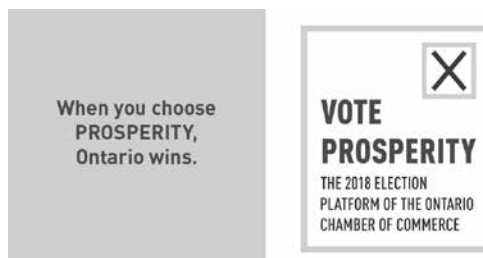 When you choose
PROSPERITY,
Ontario wins.
VOTE
PROSPERITY
THE 2018 ELECTION
PLATFORM OF THE ONTARIO
CHAMBER OF COMMERCE